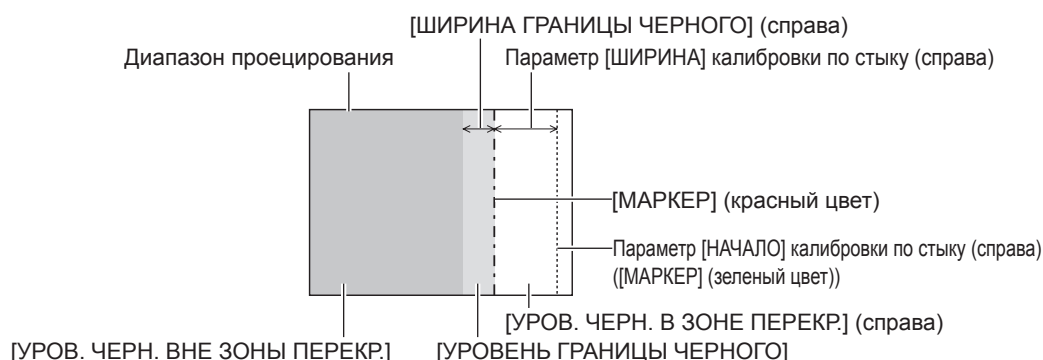 [ШИРИНА ГРАНИЦЫ ЧЕРНОГО] (справа)
Диапазон проецирования
Параметр [ШИРИНА] калибровки по стыку (справа)
[МАРКЕР] (красный цвет)
Параметр [НАЧАЛО] калибровки по стыку (справа)
([МАРКЕР] (зеленый цвет))
[УРОВ. ЧЕРН. В ЗОНЕ ПЕРЕКР.] (справа)
[УРОВ. ЧЕРН. ВНЕ ЗОНЫ ПЕРЕКР.]
[УРОВЕНЬ ГРАНИЦЫ ЧЕРНОГО]